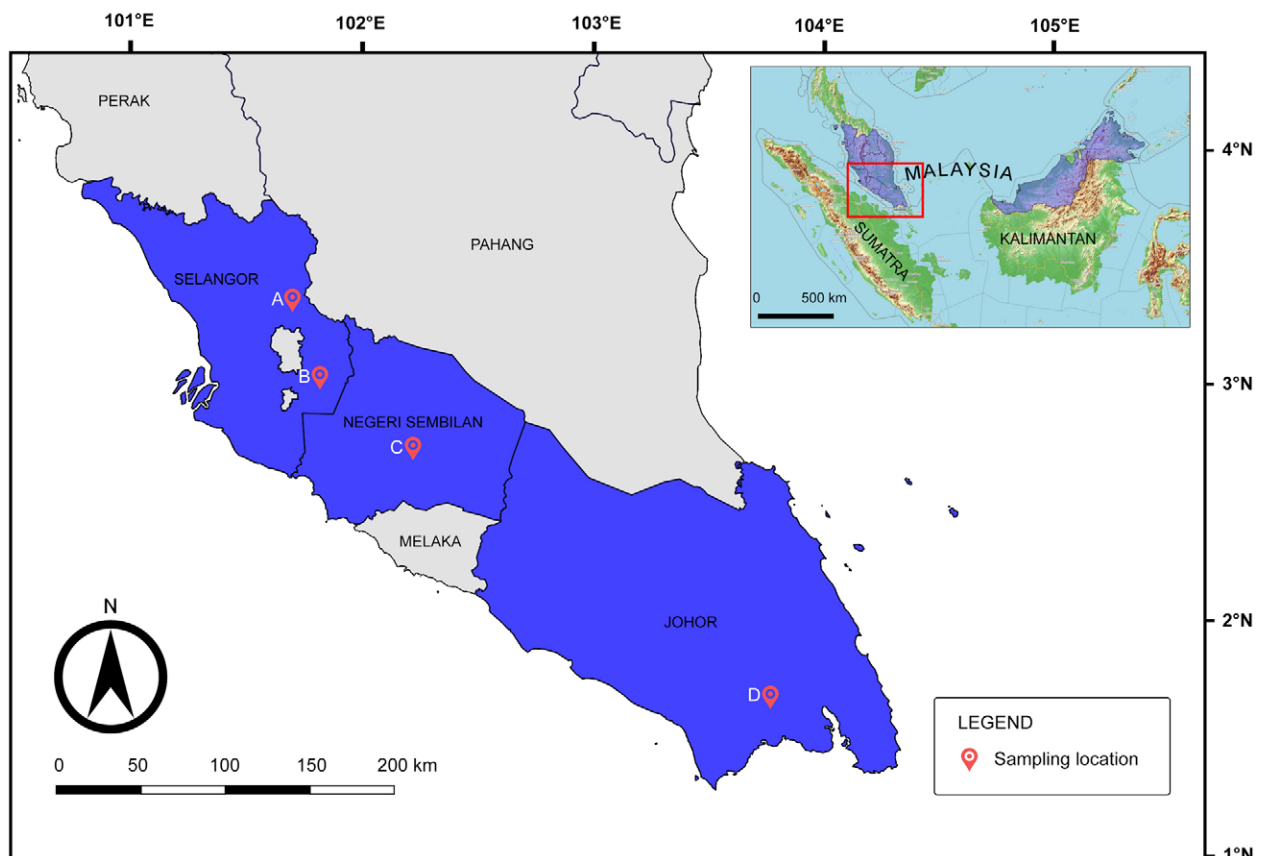 101°E
102°E
103°E
104°E
105°E
PERAK
4°N
MALAYSIA
PAHANG
SUMATRA
KALIMANTAN
SELANGOR
A
0 500 km
B
3°N
NEGERI SEMBILAN
C
MELAKA
N
JOHOR
2°N
D
LEGEND
Sampling location
0 50 100 150 200 km
1°N